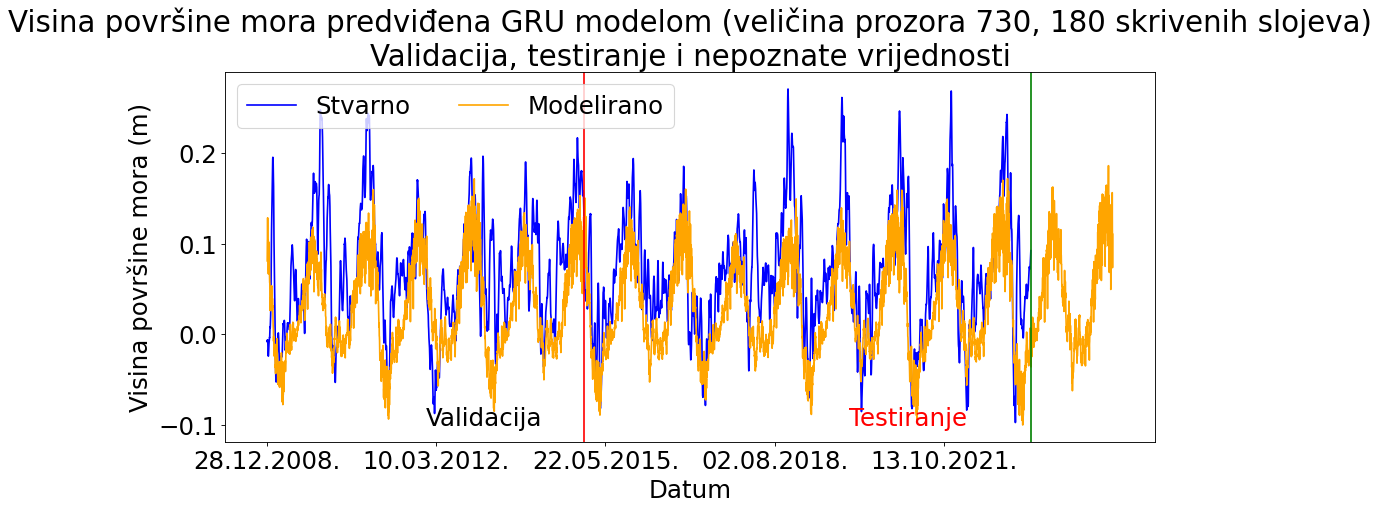 Visina površine mora predviđena GRU modelom (veličina prozora 730, 180 skrivenih slojeva)
Validacija, testiranje i nepoznate vrijednosti
Stvarno Modelirano
Visina površine mora (m)
0.2
0.1
0.0
−0.1
Validacija
Testiranje
28.12.2008. 10.03.2012. 22.05.2015. 02.08.2018. 13.10.2021.
Datum